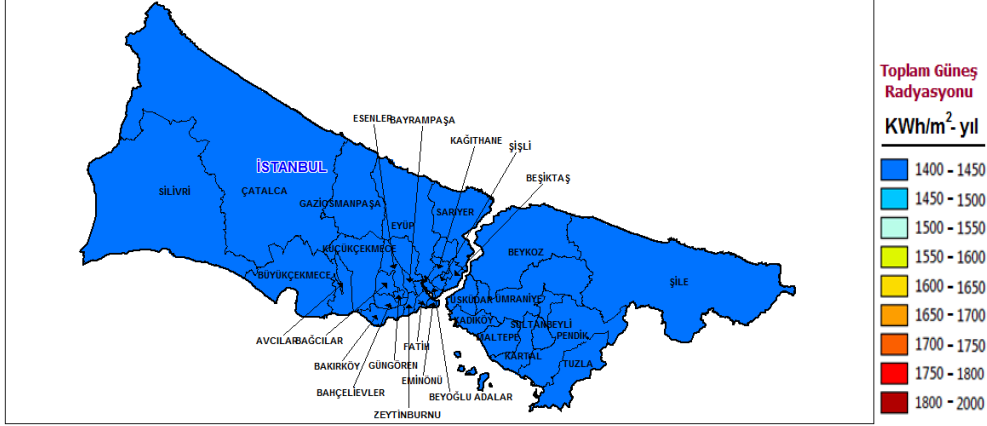 ESENLER
BAYRAMPAŞA
KAĞITHANE
ŞİŞLİ
BEŞİKTAŞ
İSTANBUL
SİLİVRİ
ÇATALCA
GAZİOSMANPAŞA
EYÜP
SARIYER
KÜÇÜKÇEKMECE
BÜYÜKÇEKMECE
BEYKOZ
ŞİLE
ÜSKÜDAR
ÜMRANİYE
KADIKÖY
SULTANBEYLİ
MALTEPE
PENDİK
KARTAL
TUZLA
AVCILAR
BAĞCILAR
FATİH
BAKIRKÖY
GÜNGÖREN
EMİNÖNÜ
BAHÇELİEVLER
BEYOĞLU
ADALAR
ZEYTİNBURNU
Toplam Güneş
Radyasyonu
KWh/m²- yıl
1400 - 1450
1450 - 1500
1500 - 1550
1550 - 1600
1600 - 1650
1650 - 1700
1700 - 1750
1750 - 1800
1800 - 2000